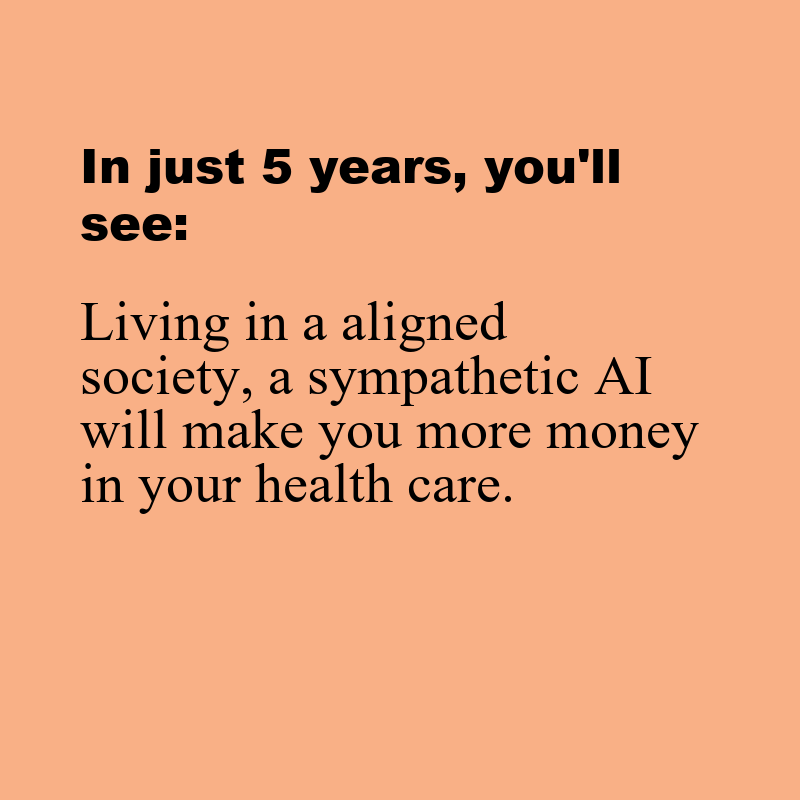 In just 5 years, you'll
see:
Living in a aligned
society, a sympathetic AI
will make you more money
in your health care.